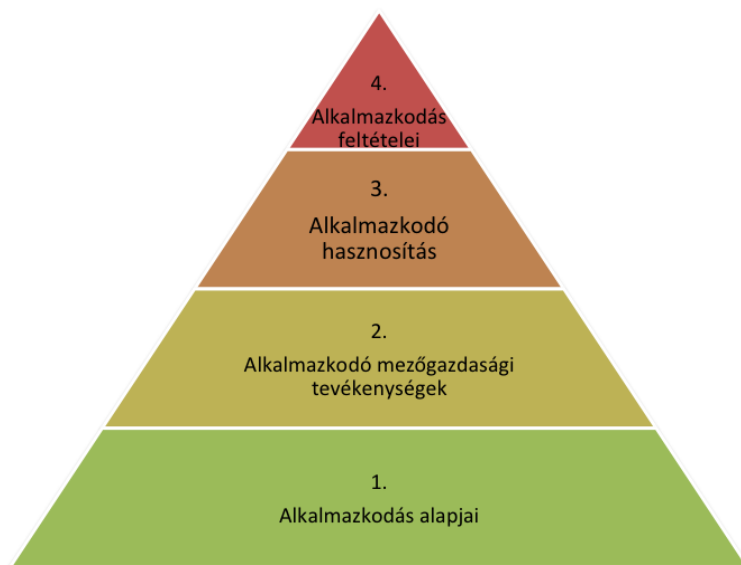 4.
Alkalmazkodás
feltételei
3.
Alkalmazkodó
hasznosítás
2.
Alkalmazkodó mezőgazdasági
tevékenységek
1.
Alkalmazkodás alapjai